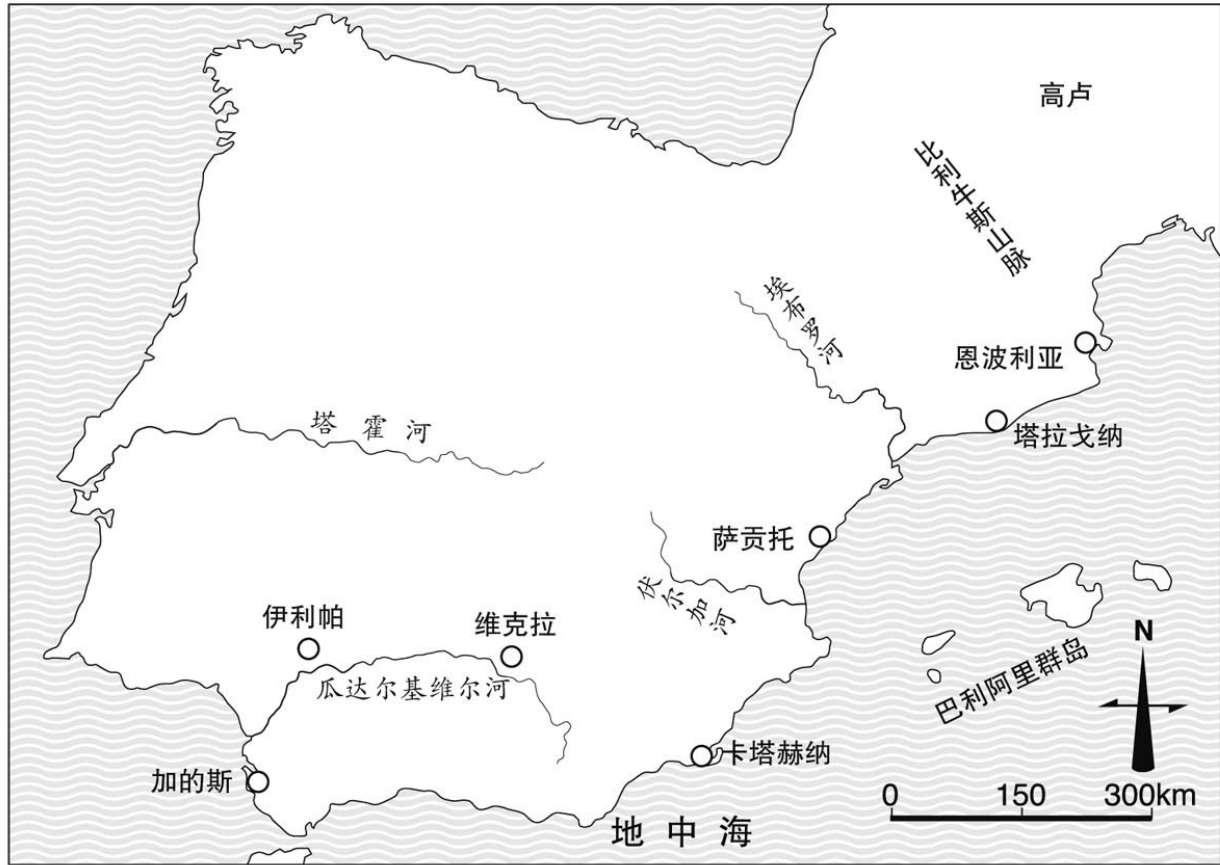 高卢
比利牛斯山脉
埃布罗河
恩波利亚
塔拉戈纳
塔霍河
萨贡托
伏尔加河
伊利帕
维克拉
瓜达尔基维尔河
巴利阿里群岛
N
卡塔赫纳
加的斯
0 150 300km
地中海